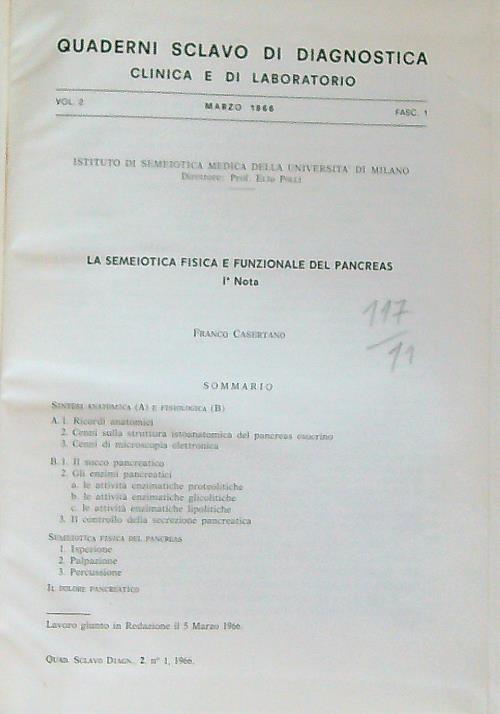 QUADERNI SCLAVO DI DIAGNOSTICA
CLINICA E DI LABORATORIO
VOL. 2 MARZO 1966 FASC. 1
ISTITUTO DI SEMEIOTICA MEDICA DELLA UNIVERSITA' DI MILANO
Direttore: Prof. Elio Polli
LA SEMEIOTICA FISICA E FUNZIONALE DEL PANCREAS
Iª Nota
117
11
Franco Casertano
SOMMARIO
Sintesi anatomica (A) e fisiologica (B)
A. 1. Ricordi anatomici
2. Cenni sulla struttura istoanatomica del pancreas esocrino
3. Cenni di microscopia elettronica
B. 1. Il succo pancreatico
2. Gli enzimi pancreatici
a. le attività enzimatiche proteolitiche
b. le attività enzimatiche glicolitiche
c. le attività enzimatiche lipolitiche
3. Il controllo della secrezione pancreatica
Semeiotica fisica del pancreas
1. Ispezione
2. Palpazione
3. Percussione
Il dolore pancreatico
Lavoro giunto in Redazione il 5 Marzo 1966.
Quad. Sclavo Diagn. 2, n° 1, 1966.